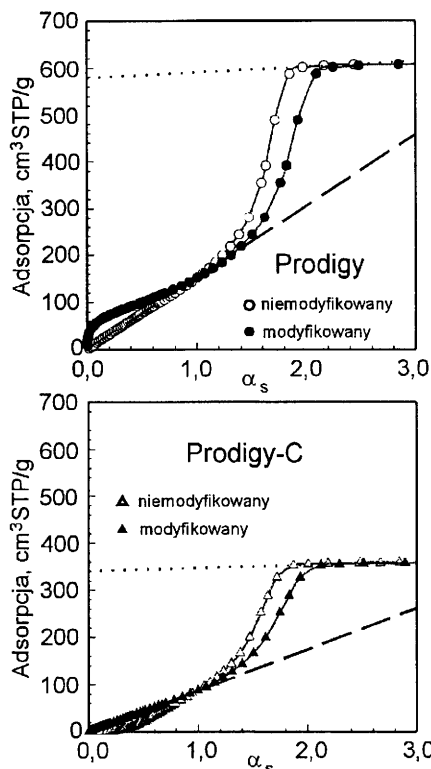 700
600
500
400
300
200
100
0
Adsorpcja, cm³STP/g
Prodigy
niemodyfikowany
modyfikowany
0,0 1,0 2,0 3,0
αs
700
600
500
400
300
200
100
0
Adsorpcja, cm³STP/g
Prodigy-C
niemodyfikowany
modyfikowany
0,0 1,0 2,0 3,0
αs